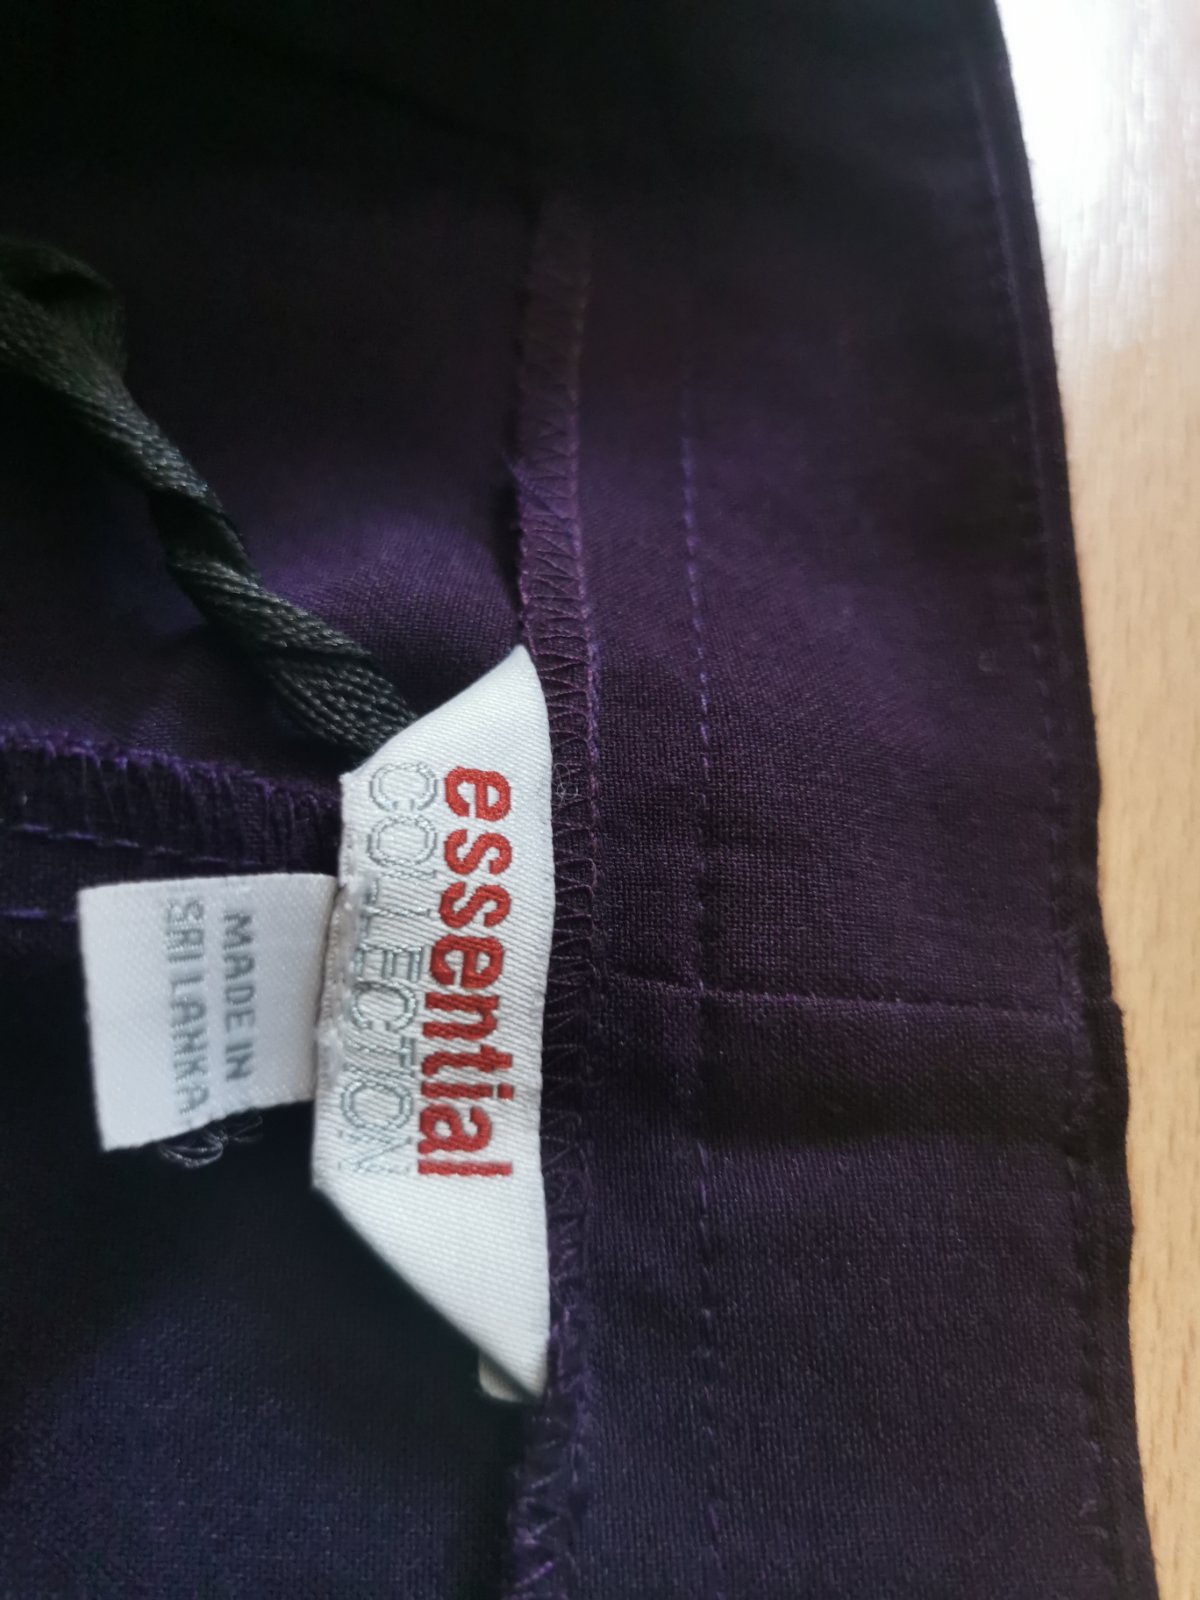 essential
COLLECTION
MADE IN
SRI LANKA